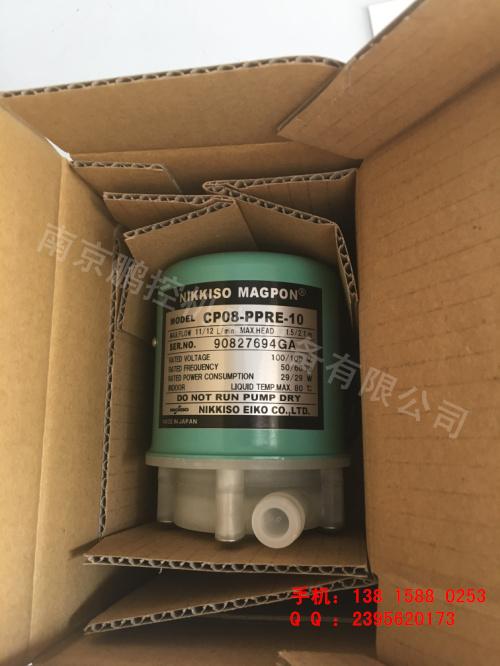 NIKKISO MAGPON®
MODEL CP08-PPRE-10
MAX.FLOW 11/12 L/min. MAX.HEAD 1.5/2.1 m
SER.NO. 90827694GA
RATED VOLTAGE 100/100 V
RATED FREQUENCY 50/60
RATED POWER CONSUMPTION 29/29 W
INDOOR LIQUID TEMP.MAX. 80 °C
DO NOT RUN PUMP DRY
NIKKISO EIKO CO.,LTD.
MADE IN JAPAN
南京鹏控 备有限公司
手机：138 1588 0253
QQ：2395620173